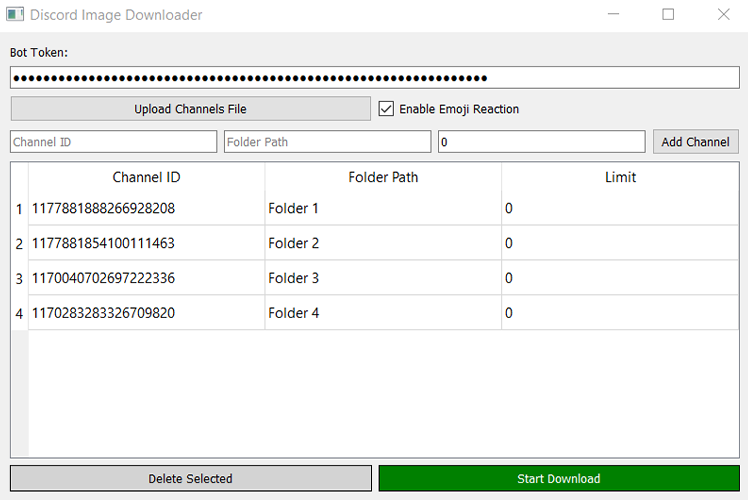 Discord Image Downloader
Bot Token:
●●●●●●●●●●●●●●●●●●●●●●●●●●●●●●●●●●●●●●●●●●●●●●●●●●●●●●●●●●●●●●●●●●●●●●
Upload Channels File Enable Emoji Reaction
Channel ID Folder Path 0 Add Channel
Channel ID Folder Path Limit
1 1177881888266928208 Folder 1 0
2 1177881854100111463 Folder 2 0
3 1170040702697222336 Folder 3 0
4 1170283283326709820 Folder 4 0
Delete Selected Start Download